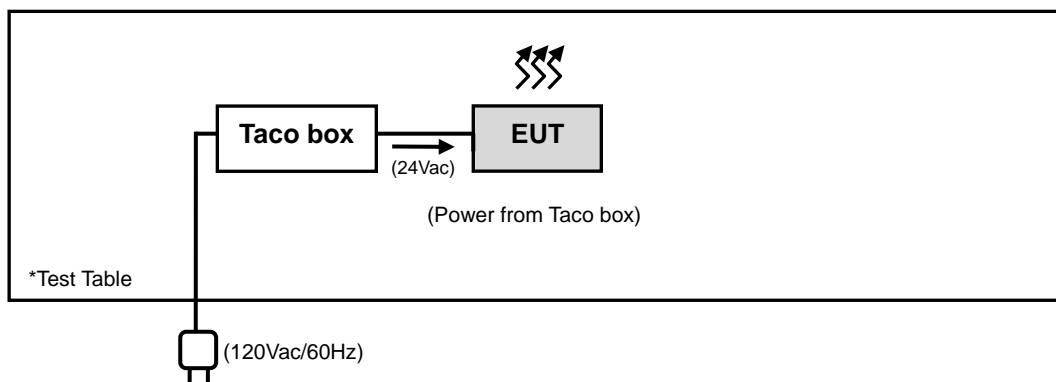 Taco box
EUT
(24Vac)
(Power from Taco box)
*Test Table
(120Vac/60Hz)